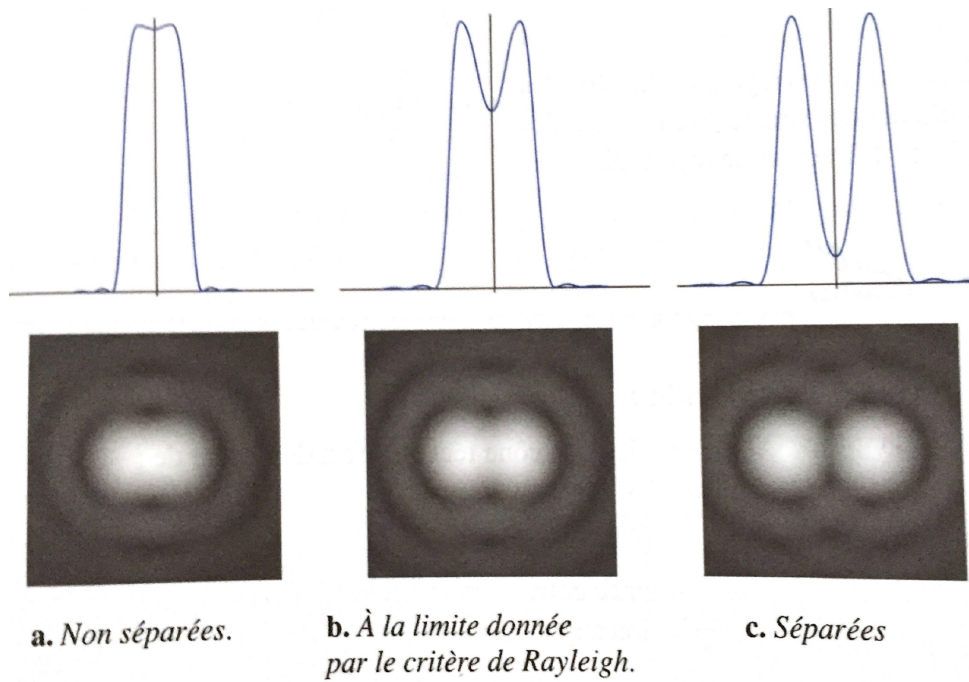 a. Non séparées.
b. À la limite donnée
par le critère de Rayleigh.
c. Séparées